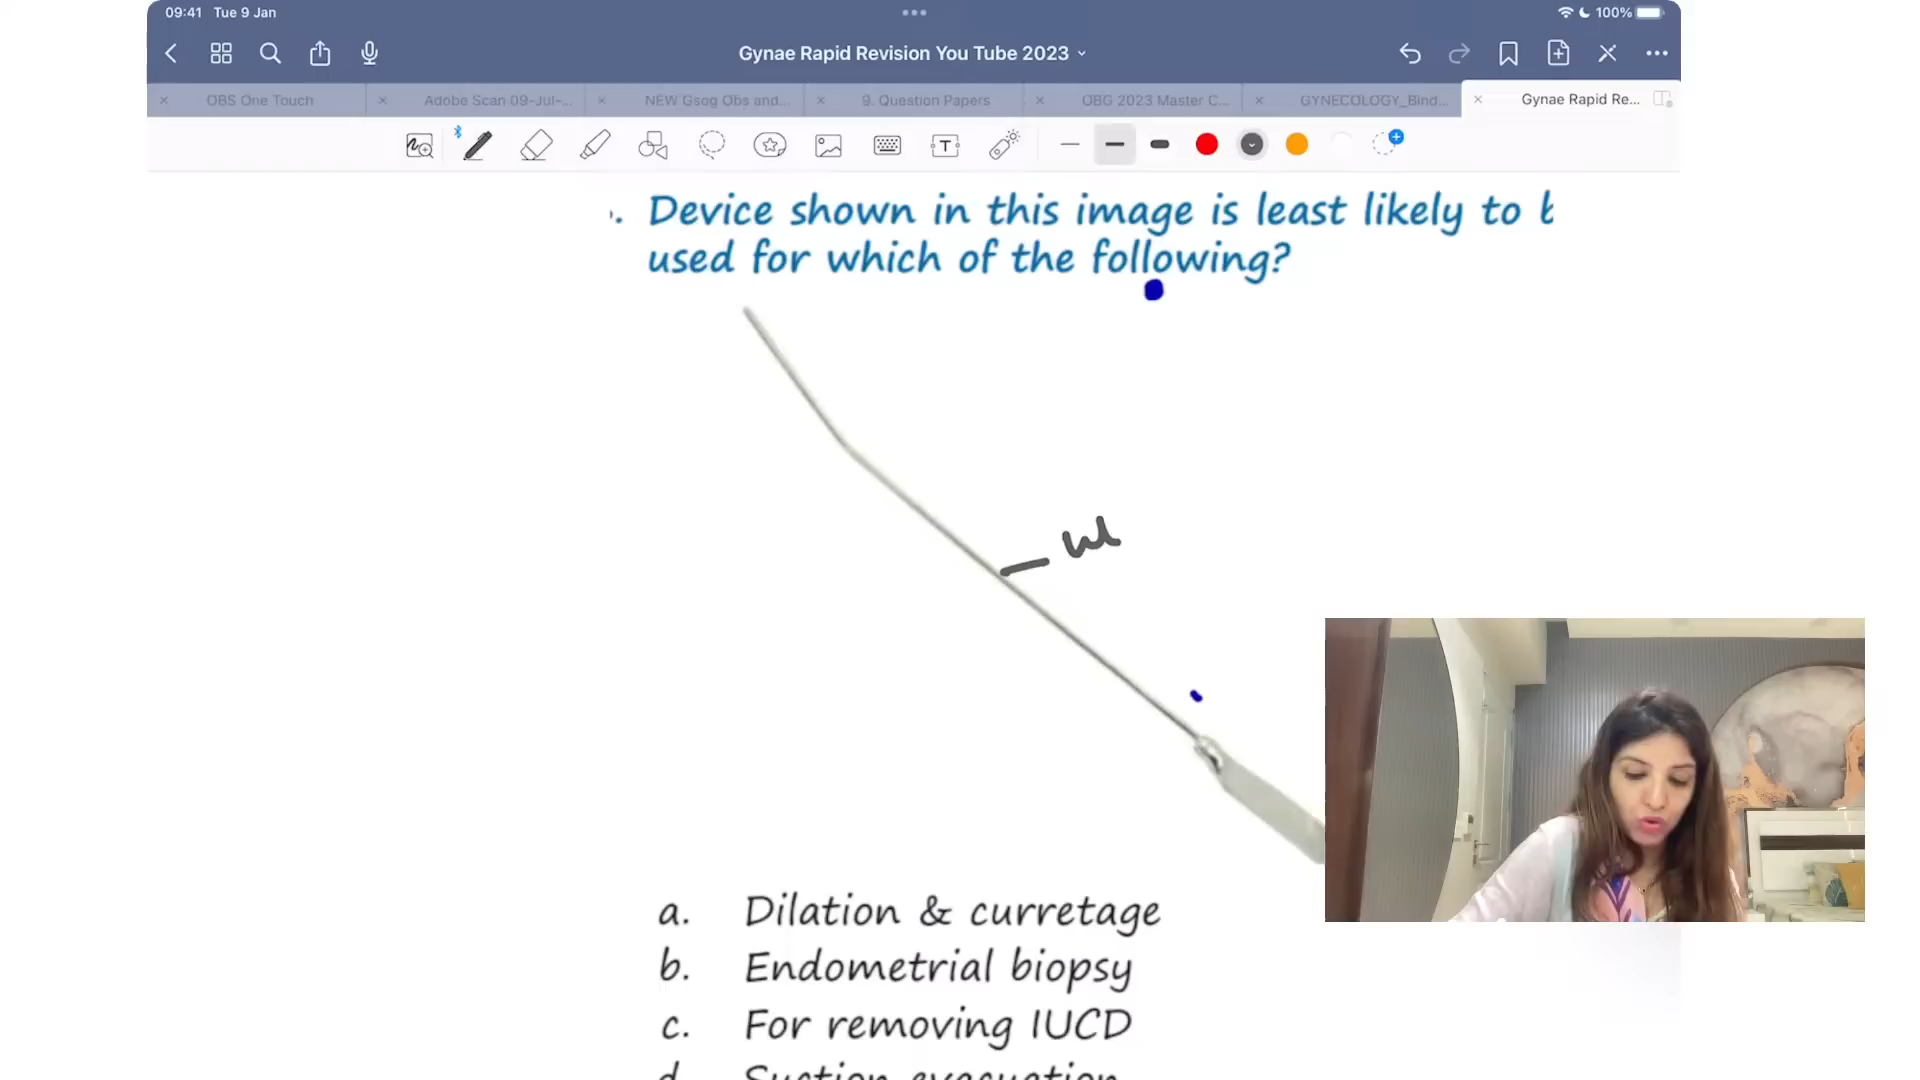 09:41 Tue 9 Jan
100%
Gynae Rapid Revision You Tube 2023
OBS One Touch
Adobe Scan 09-Jul-...
NEW Gsog Obs and...
9. Question Papers
OBG 2023 Master C...
GYNECOLOGY_Bind...
Gynae Rapid Re...
Device shown in this image is least likely to
used for which of the following?
a. Dilation & curretage
b. Endometrial biopsy
c. For removing IUCD
d. Suction evacuation